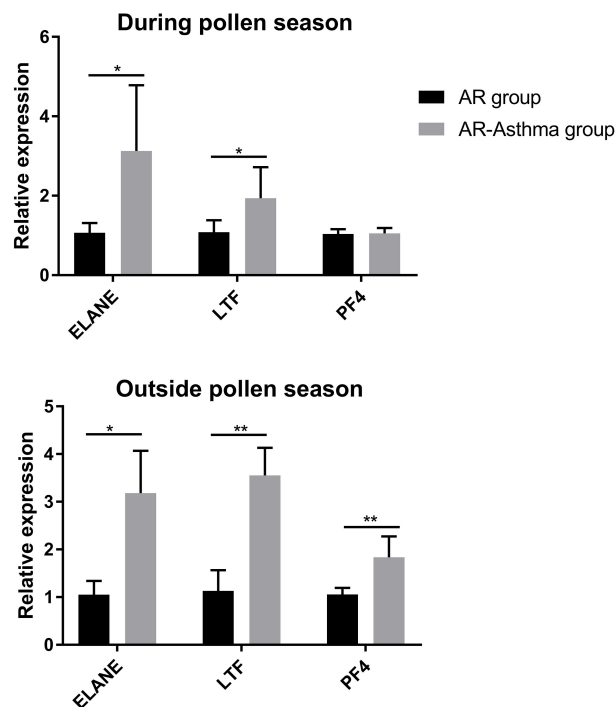 During pollen season
6
4
2
0
Relative expression
*
*
ELANE
LTF
PF4
AR group
AR-Asthma group
Outside pollen season
5
4
3
2
1
0
Relative expression
*
**
**
ELANE
LTF
PF4